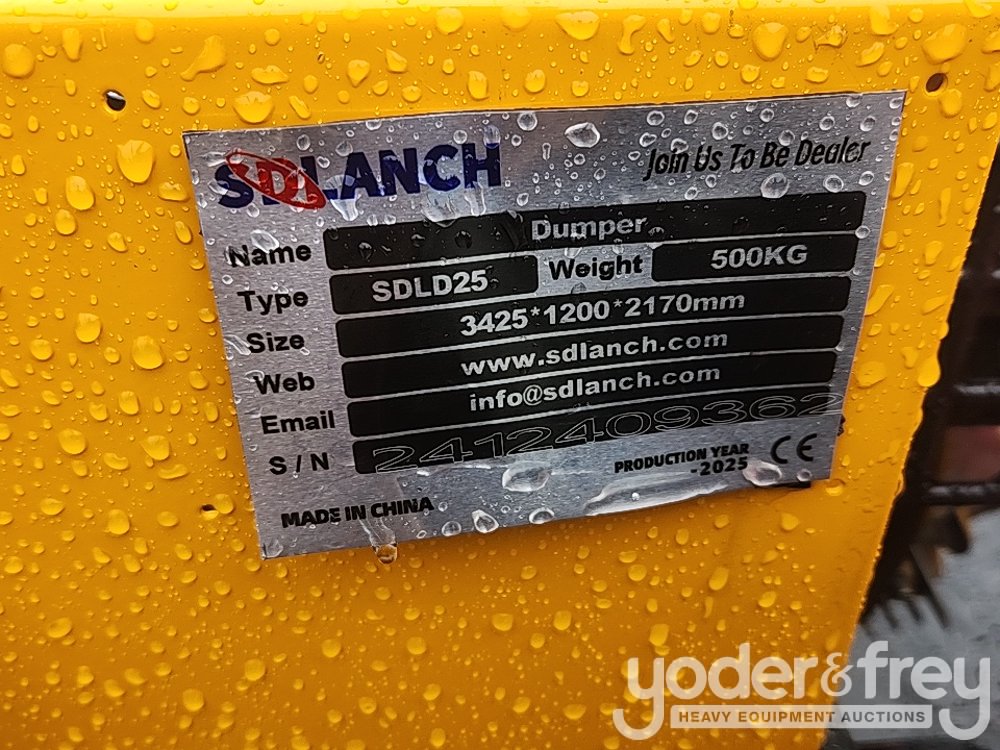 SDLANCH
Join Us To Be Dealer
Name Dumper
Type SDLD25 Weight 500KG
Size 3425*1200*2170mm
Web www.sdlanch.com
Email info@sdlanch.com
S/N 2412409362
PRODUCTION YEAR
-2025
CE
MADE IN CHINA
yoder&frey
HEAVY EQUIPMENT AUCTIONS